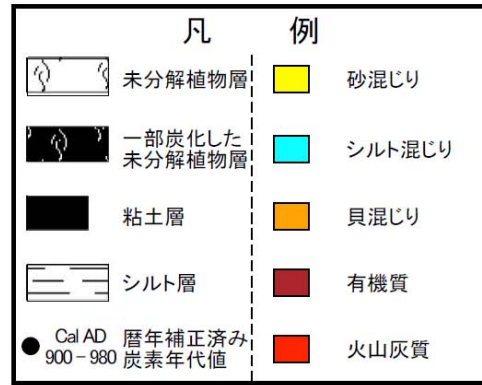 凡 例
未分解植物層
一部炭化した
未分解植物層
粘土層
シルト層
Cal AD
900－980
暦年補正済み
炭素年代値
砂混じり
シルト混じり
貝混じり
有機質
火山灰質